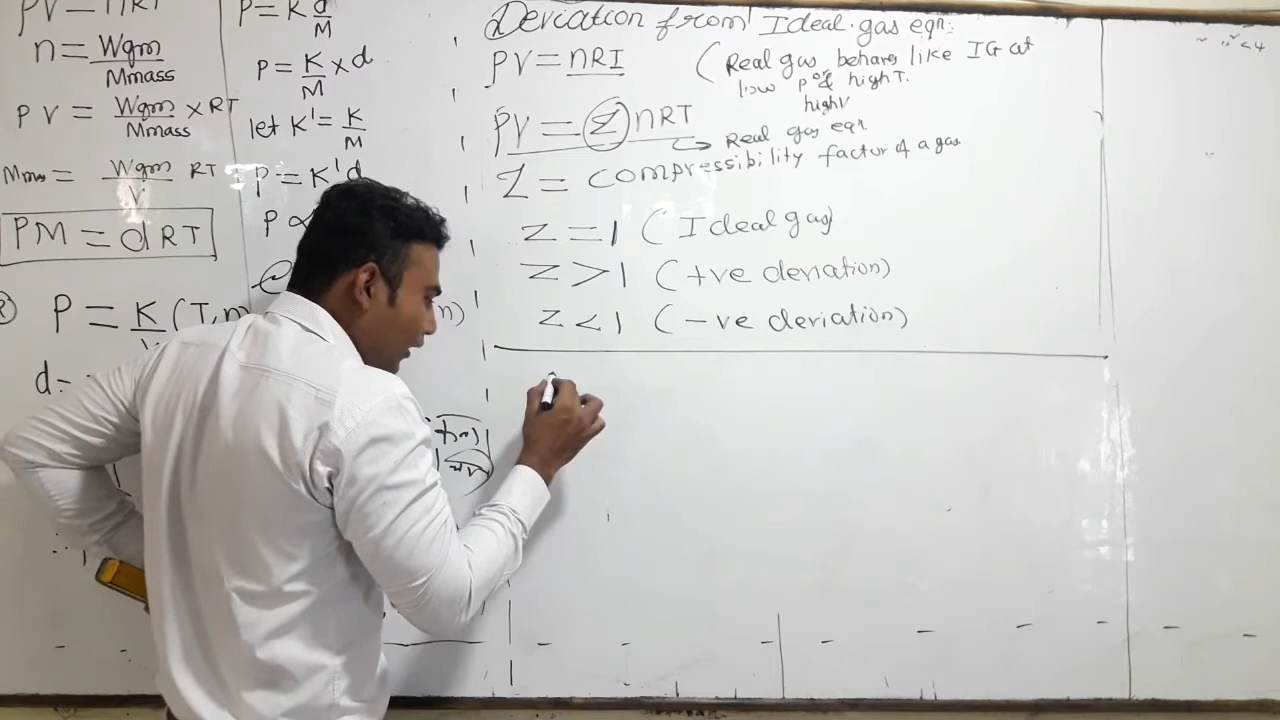 PV = nRT
n = Wgm / Mmass
PV = Wgm / Mmass × RT
Mmass = Wgm / V RT
PM = dRT
P = K d / M
P = K / M × d
let K' = K / M
P = K' d
P ∝
P = K (T, n)
d =
Deviation from Ideal gas eqn:
PV = nRT
(Real gas behaves like IG at
low P & high T.
high V
PV = Z nRT
→ Real gas eqn
Z = compressibility factor of a gas
Z = 1 (Ideal gas)
Z > 1 (+ve deviation)
Z < 1 (-ve deviation)